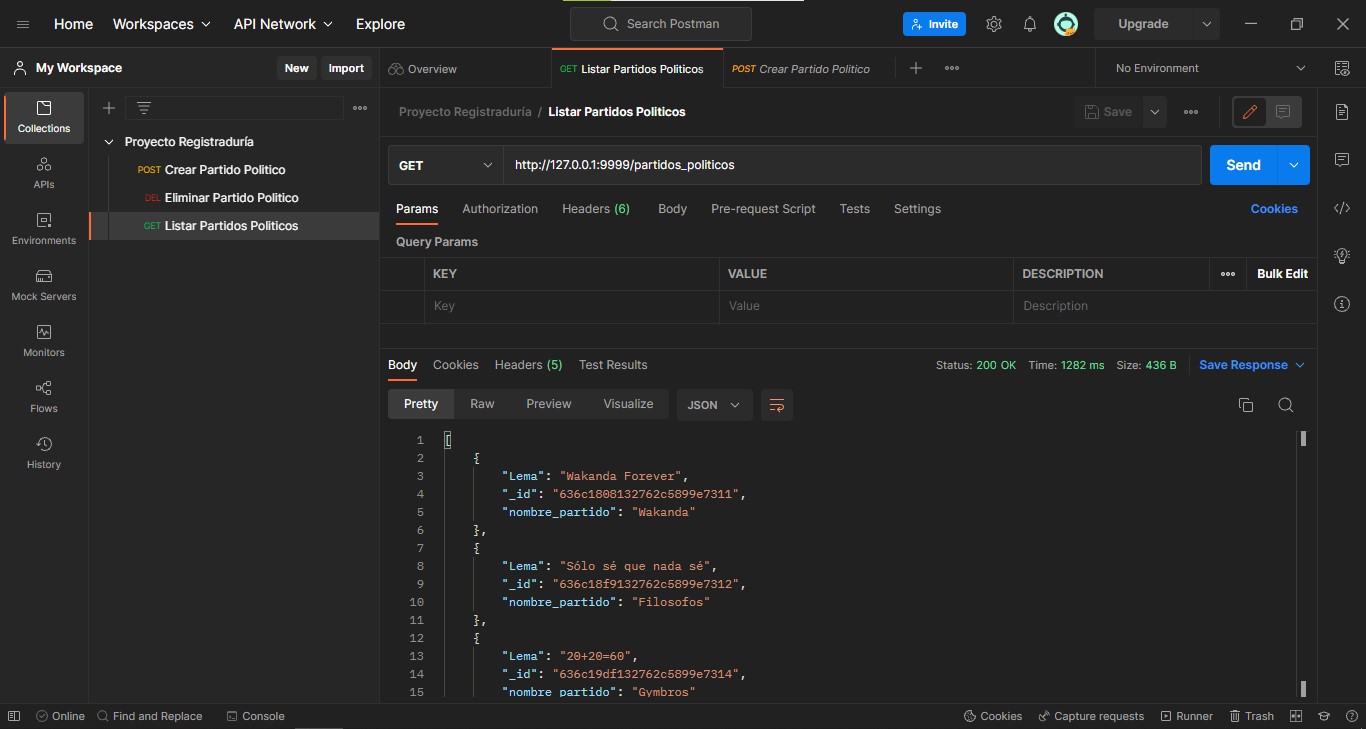 Home Workspaces API Network Explore Search Postman Invite Upgrade
My Workspace New Import Overview GET Listar Partidos Politicos POST Crear Partido Politico No Environment
Collections
APIs
Environments
Mock Servers
Monitors
Flows
History
Proyecto Registraduría
POST Crear Partido Politico
DEL Eliminar Partido Politico
GET Listar Partidos Politicos
Proyecto Registraduría / Listar Partidos Politicos Save
GET http://127.0.0.1:9999/partidos_politicos Send
Params Authorization Headers (6) Body Pre-request Script Tests Settings Cookies
Query Params
KEY VALUE DESCRIPTION Bulk Edit
Key Value Description
Body Cookies Headers (5) Test Results Status: 200 OK Time: 1282 ms Size: 436 B Save Response
Pretty Raw Preview Visualize JSON
1 [
2 {
3 "Lema": "Wakanda Forever",
4 "_id": "636c1808132762c5899e7311",
5 "nombre_partido": "Wakanda"
6 },
7 {
8 "Lema": "Sólo sé que nada sé",
9 "_id": "636c18f9132762c5899e7312",
10 "nombre_partido": "Filosofos"
11 },
12 {
13 "Lema": "20+20=60",
14 "_id": "636c19df132762c5899e7314",
15 "nombre_partido": "Gymbros"
Online Find and Replace Console Cookies Capture requests Runner Trash